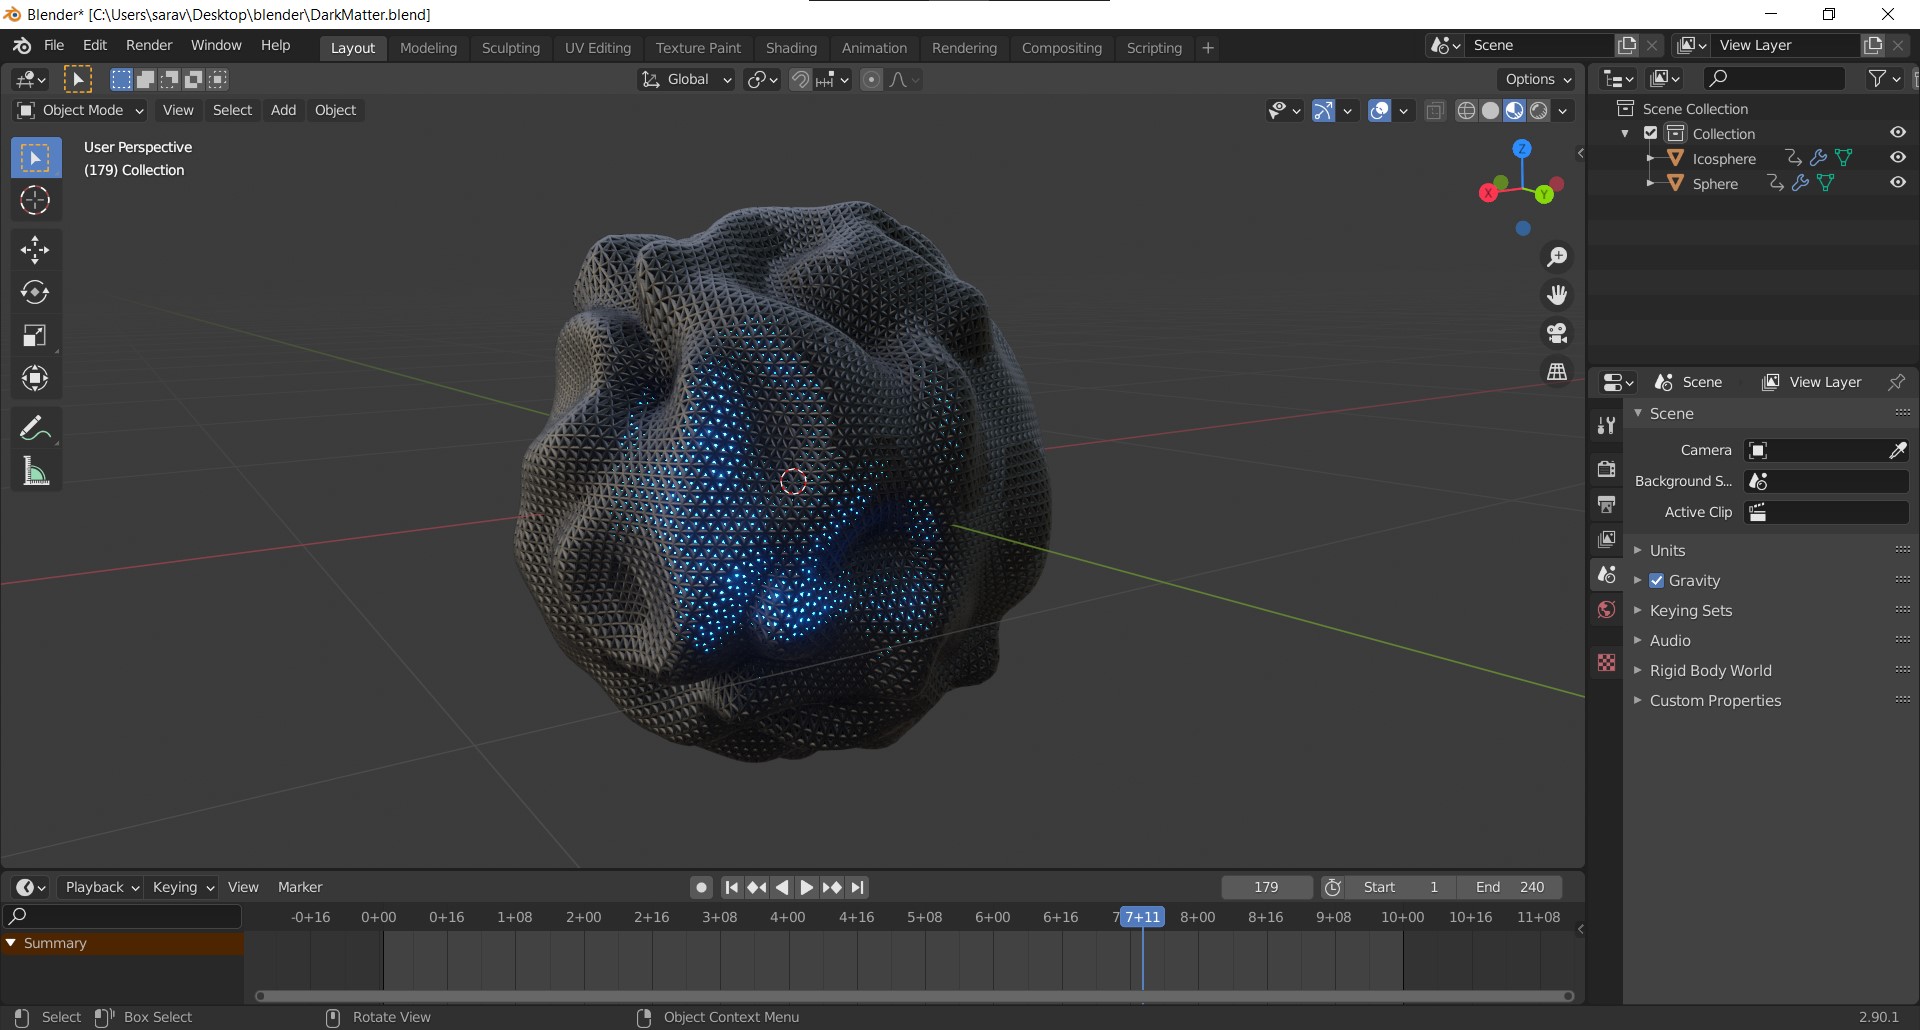 Blender* [C:\Users\sarav\Desktop\blender\DarkMatter.blend]
File Edit Render Window Help Layout Modeling Sculpting UV Editing Texture Paint Shading Animation Rendering Compositing Scripting + Scene View Layer
Global Options
Object Mode View Select Add Object
User Perspective
(179) Collection
Z
X
Y
Scene Collection
Collection
Icosphere
Sphere
Scene View Layer
Scene
Camera
Background S...
Active Clip
Units
Gravity
Keying Sets
Audio
Rigid Body World
Custom Properties
Playback Keying View Marker 179 Start 1 End 240
-0+16 0+00 0+16 1+08 2+00 2+16 3+08 4+00 4+16 5+08 6+00 6+16 7 7+11 8+00 8+16 9+08 10+00 10+16 11+08
Summary
Select Box Select Rotate View Object Context Menu 2.90.1